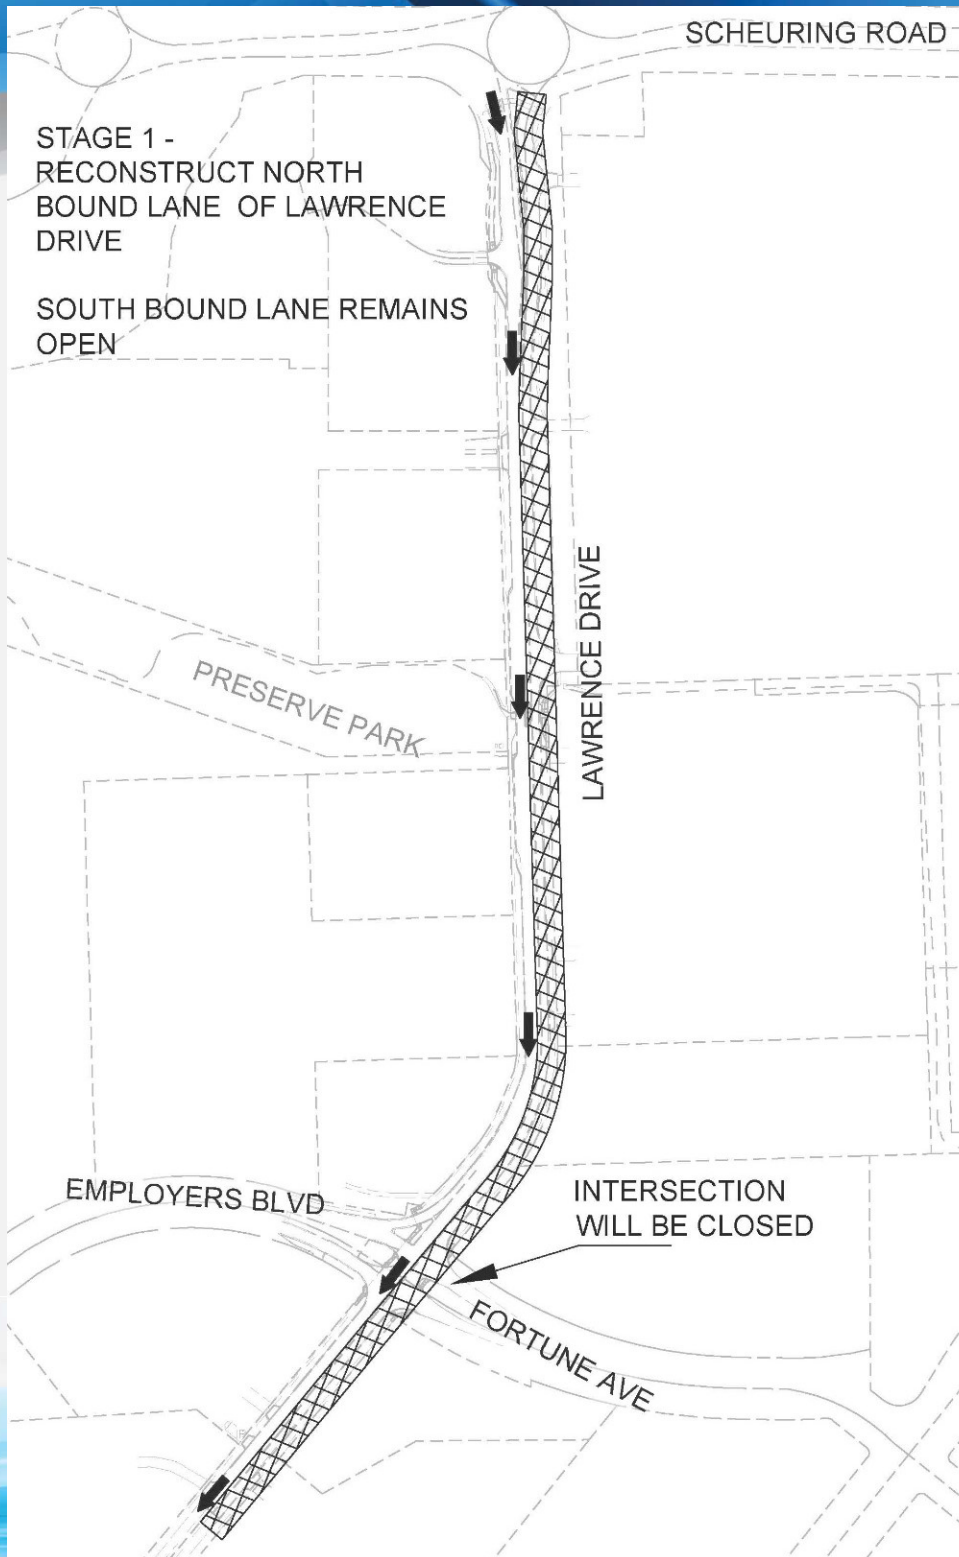 SCHEURING ROAD
STAGE 1 -
RECONSTRUCT NORTH
BOUND LANE OF LAWRENCE
DRIVE
SOUTH BOUND LANE REMAINS
OPEN
LAWRENCE DRIVE
PRESERVE PARK
EMPLOYERS BLVD
INTERSECTION
WILL BE CLOSED
FORTUNE AVE